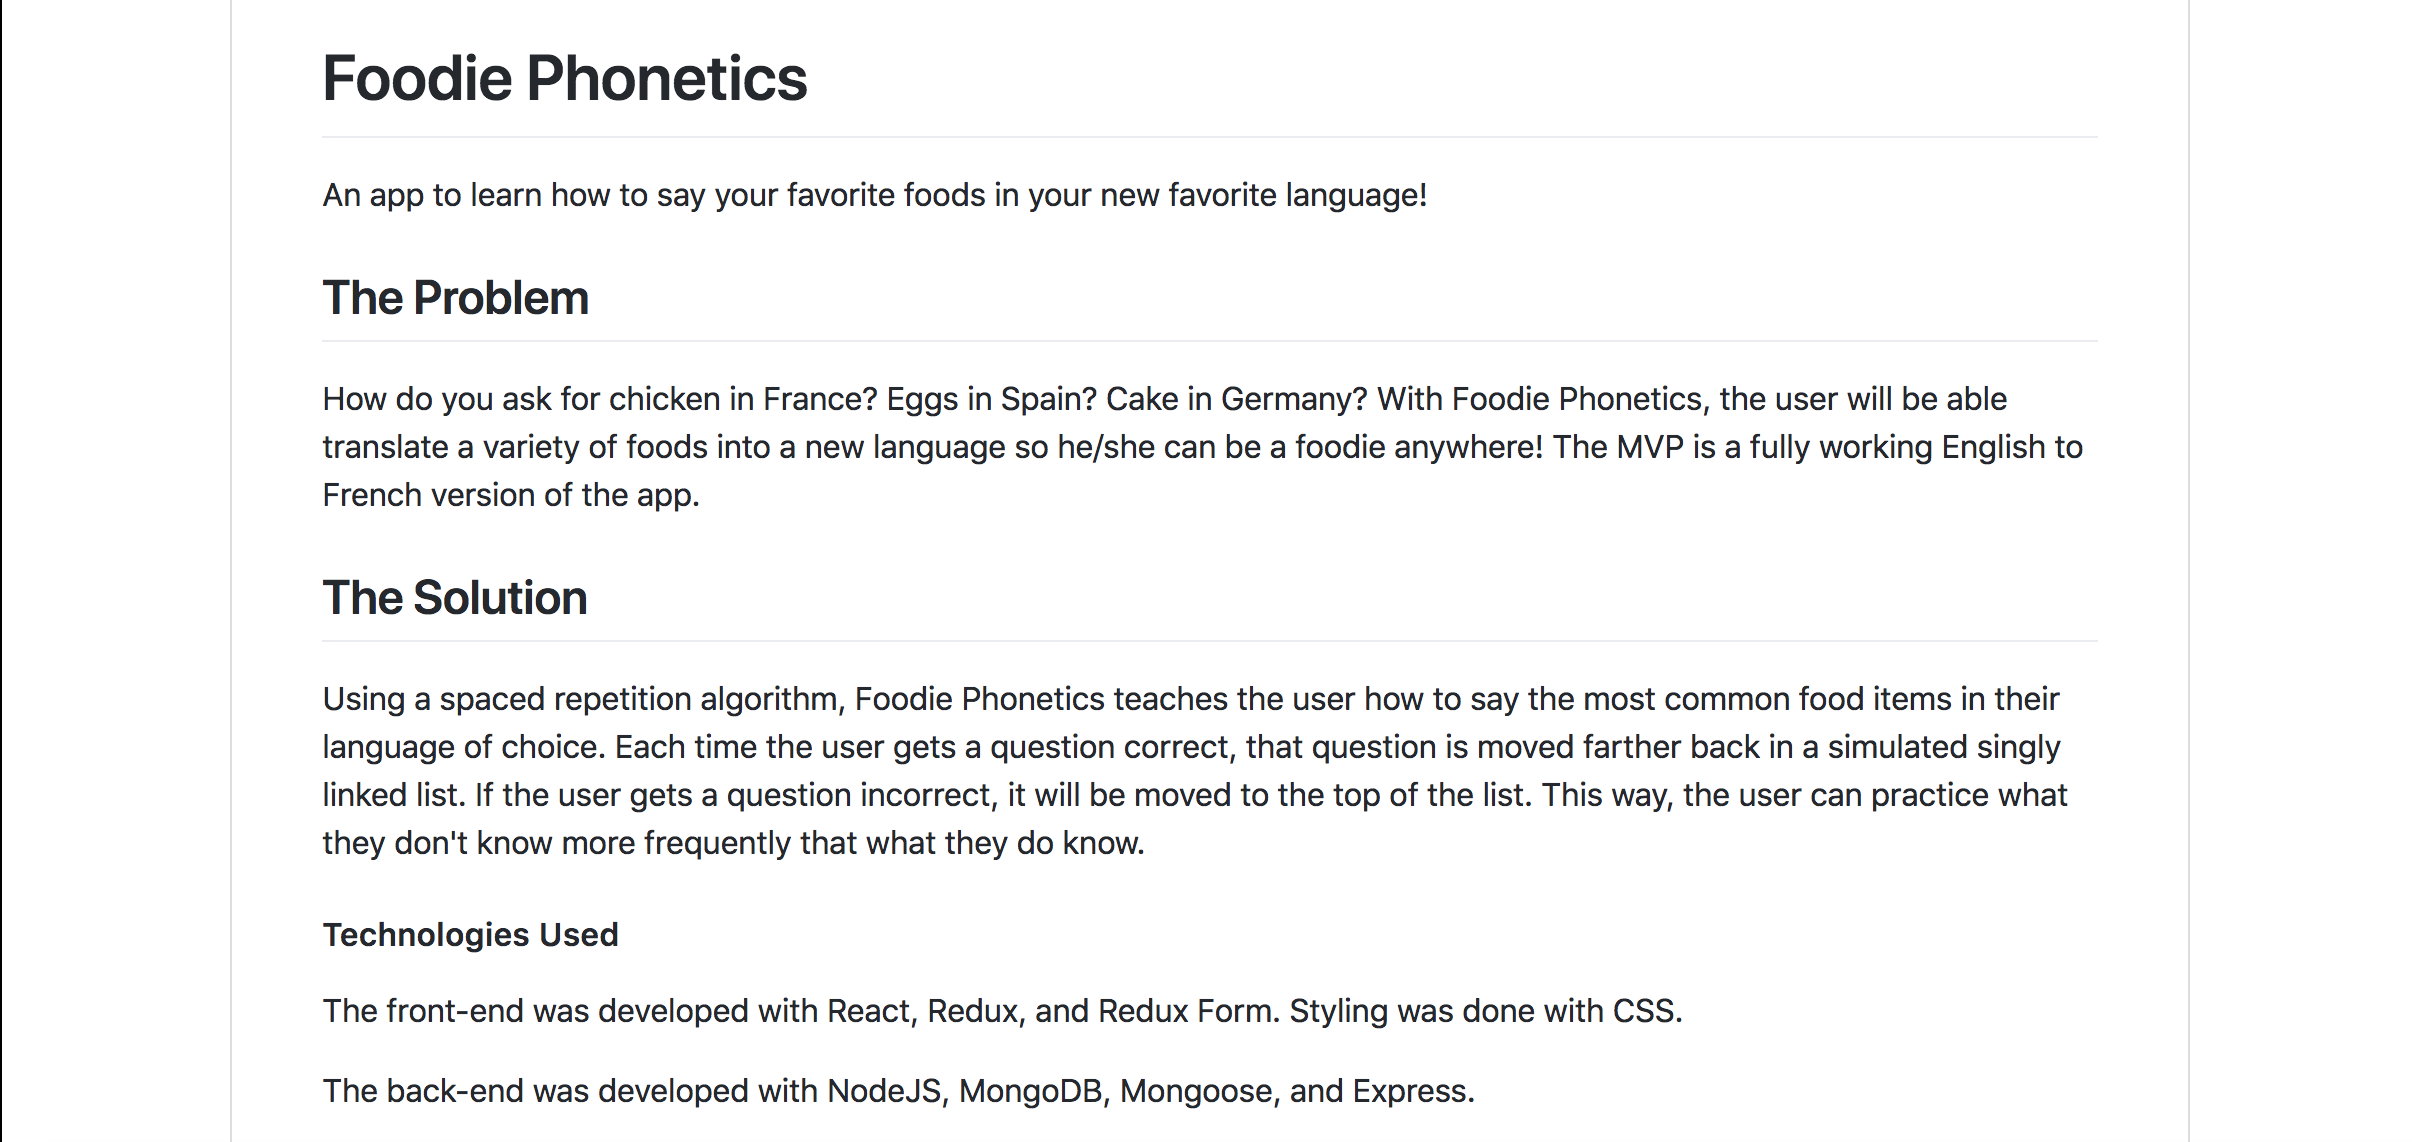 Foodie Phonetics
An app to learn how to say your favorite foods in your new favorite language!
The Problem
How do you ask for chicken in France? Eggs in Spain? Cake in Germany? With Foodie Phonetics, the user will be able
translate a variety of foods into a new language so he/she can be a foodie anywhere! The MVP is a fully working English to
French version of the app.
The Solution
Using a spaced repetition algorithm, Foodie Phonetics teaches the user how to say the most common food items in their
language of choice. Each time the user gets a question correct, that question is moved farther back in a simulated singly
linked list. If the user gets a question incorrect, it will be moved to the top of the list. This way, the user can practice what
they don't know more frequently that what they do know.
Technologies Used
The front-end was developed with React, Redux, and Redux Form. Styling was done with CSS.
The back-end was developed with NodeJS, MongoDB, Mongoose, and Express.